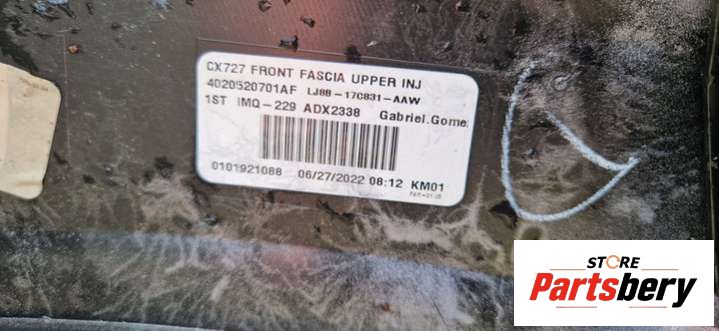 CX727 FRONT FASCIA UPPER INJ
4020520701AF LJ8B-17C831-AAW
1ST IMQ-229 ADX2338 Gabriel.Gome
0101921088 06/27/2022 08:12 KM01
STORE
Partsbery